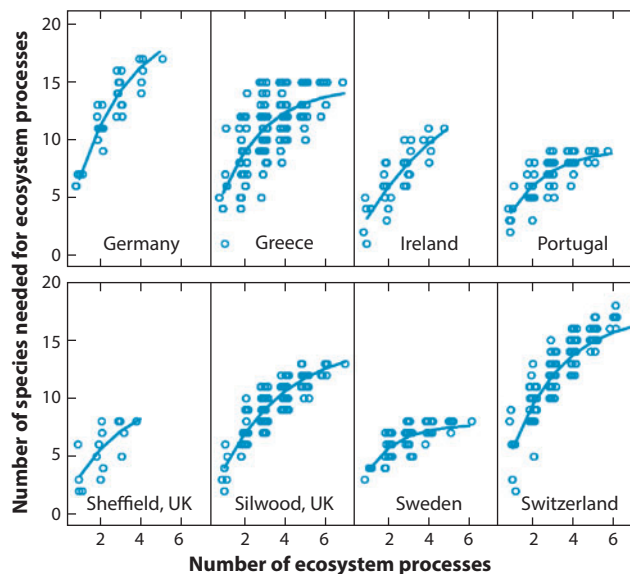 Number of species needed for ecosystem processes
20
15
10
5
0
Germany
Greece
Ireland
Portugal
20
15
10
5
0
Sheffield, UK
Silwood, UK
Sweden
Switzerland
2 4 6 2 4 6 2 4 6 2 4 6
Number of ecosystem processes